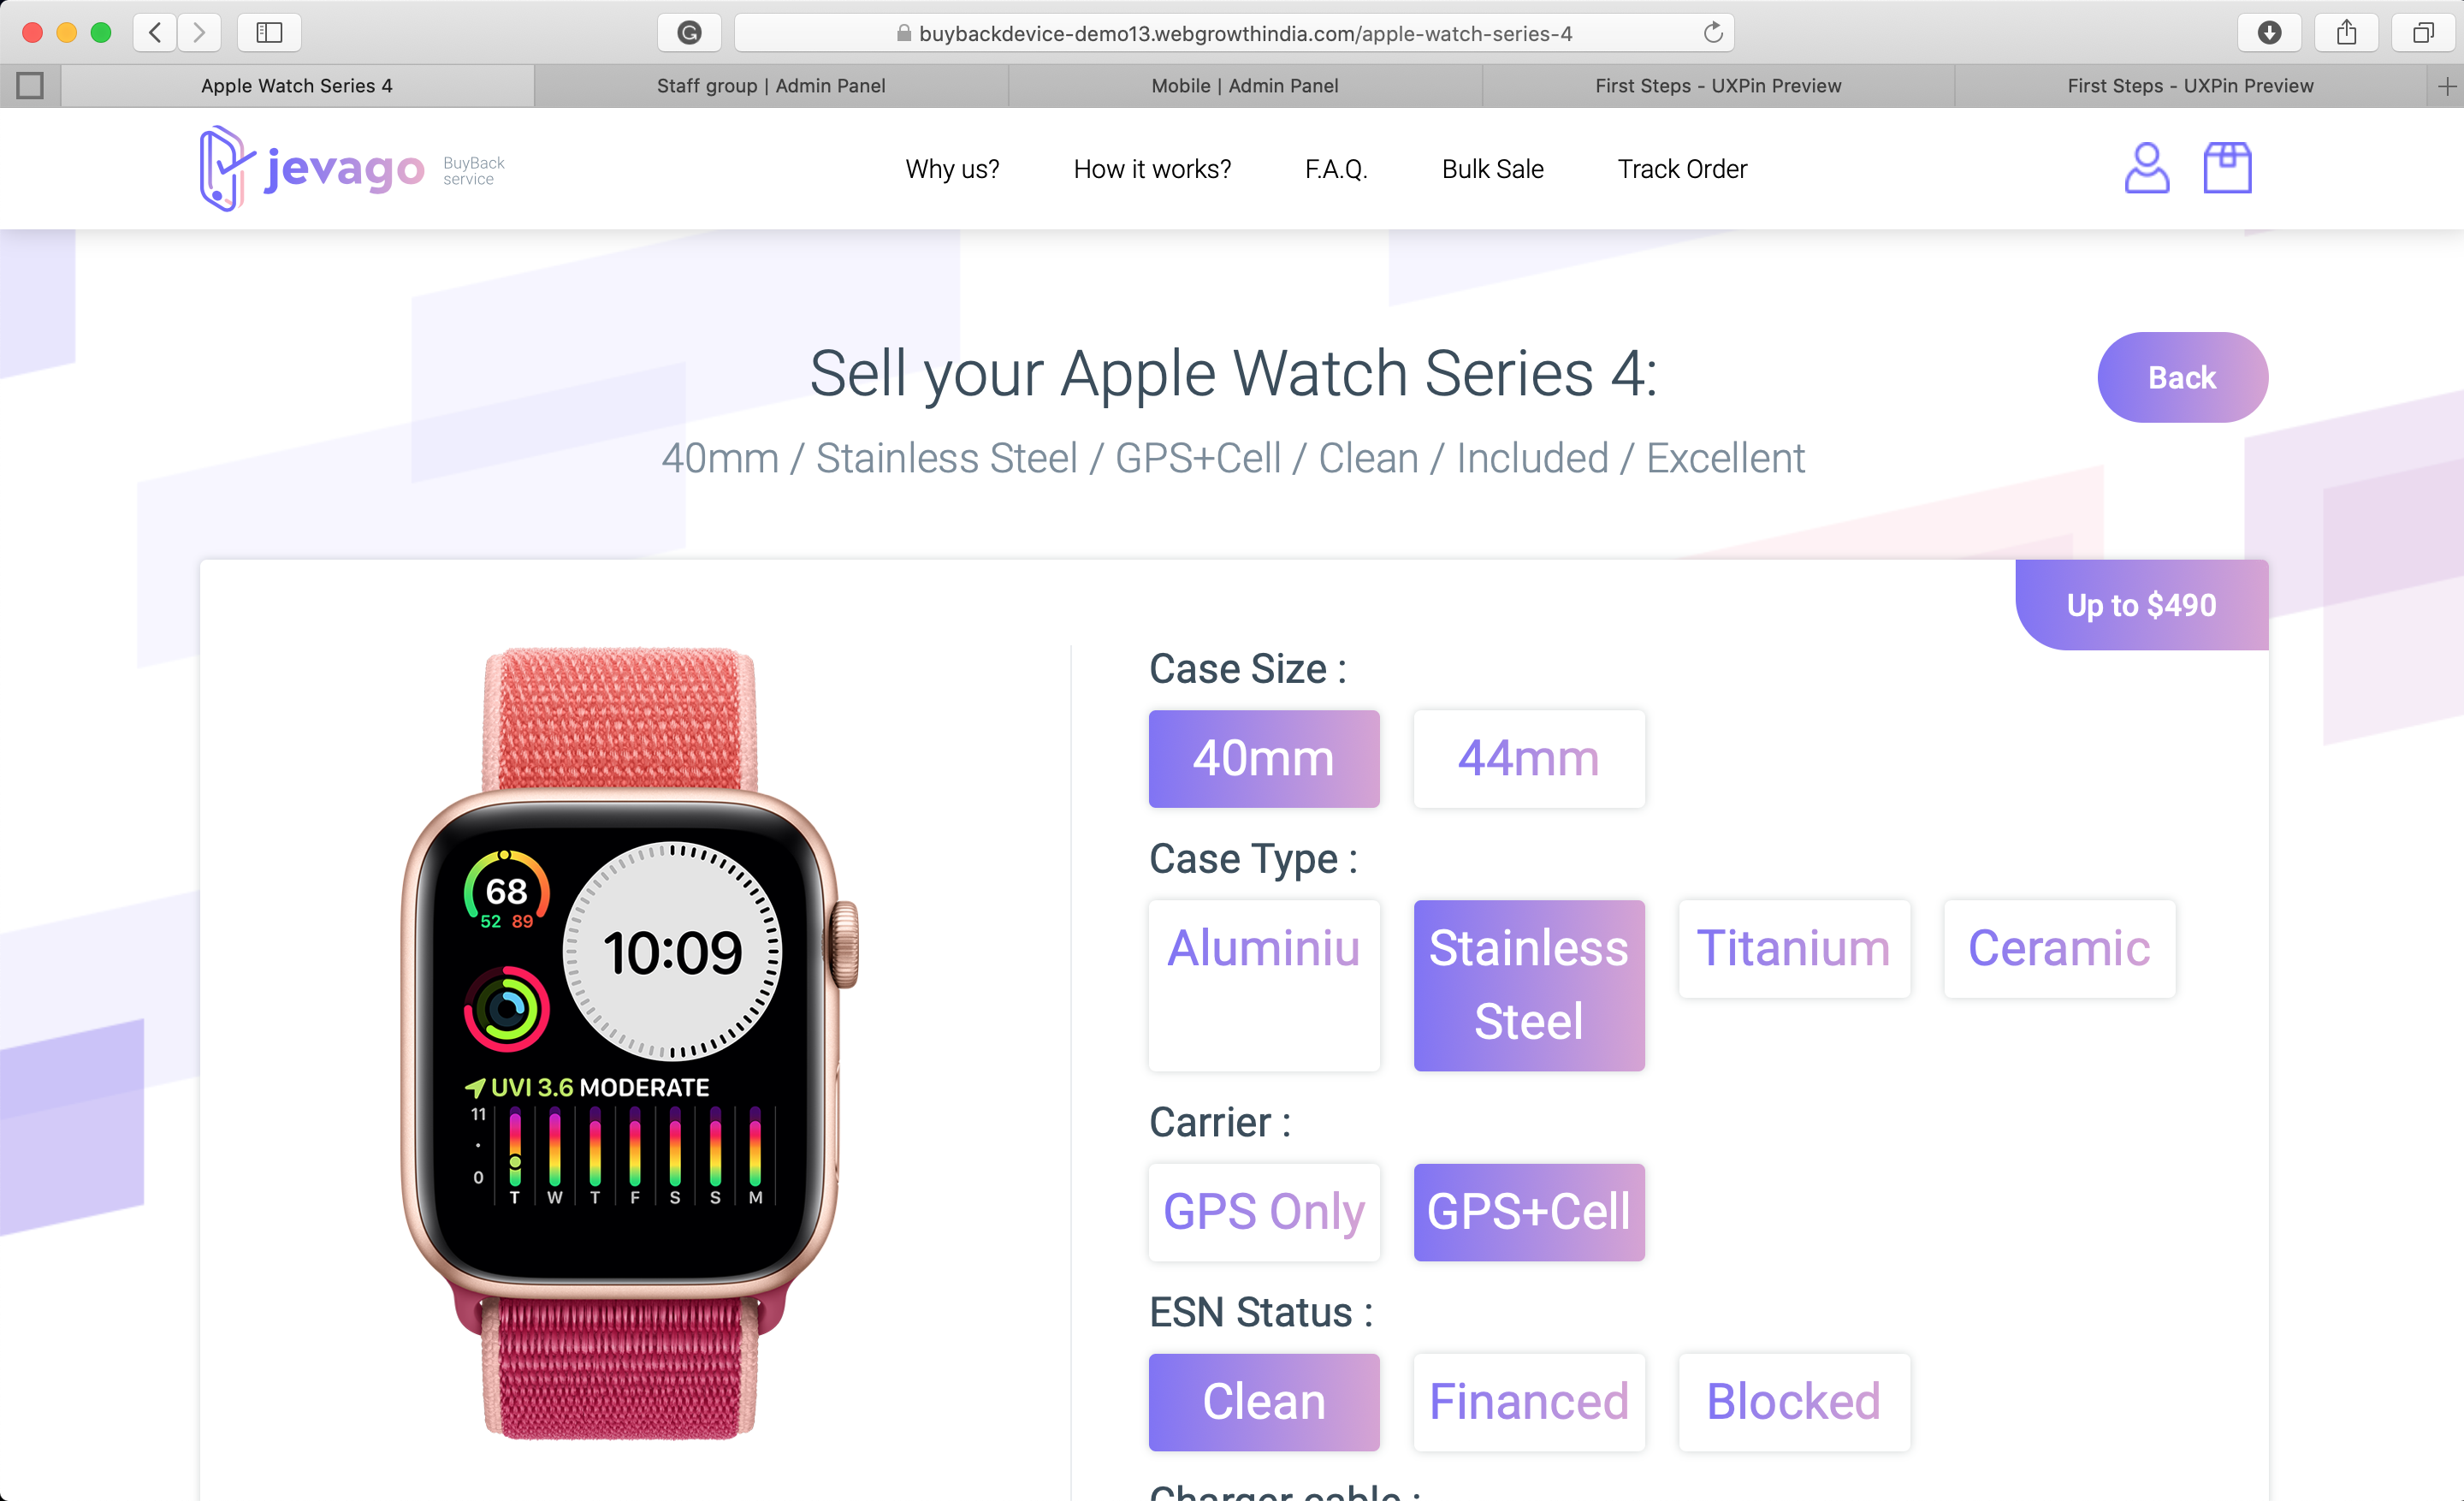 buybackdevice-demo13.webgrowthindia.com/apple-watch-series-4
Apple Watch Series 4
Staff group | Admin Panel
Mobile | Admin Panel
First Steps - UXPin Preview
First Steps - UXPin Preview
jevago
BuyBack
service
Why us?
How it works?
F.A.Q.
Bulk Sale
Track Order
Sell your Apple Watch Series 4:
Back
40mm / Stainless Steel / GPS+Cell / Clean / Included / Excellent
Up to $490
68
52 89
10:09
UVI 3.6 MODERATE
11
0
T W T F S S M
Case Size :
40mm
44mm
Case Type :
Aluminiu
Stainless
Steel
Titanium
Ceramic
Carrier :
GPS Only
GPS+Cell
ESN Status :
Clean
Financed
Blocked
Charger cable :